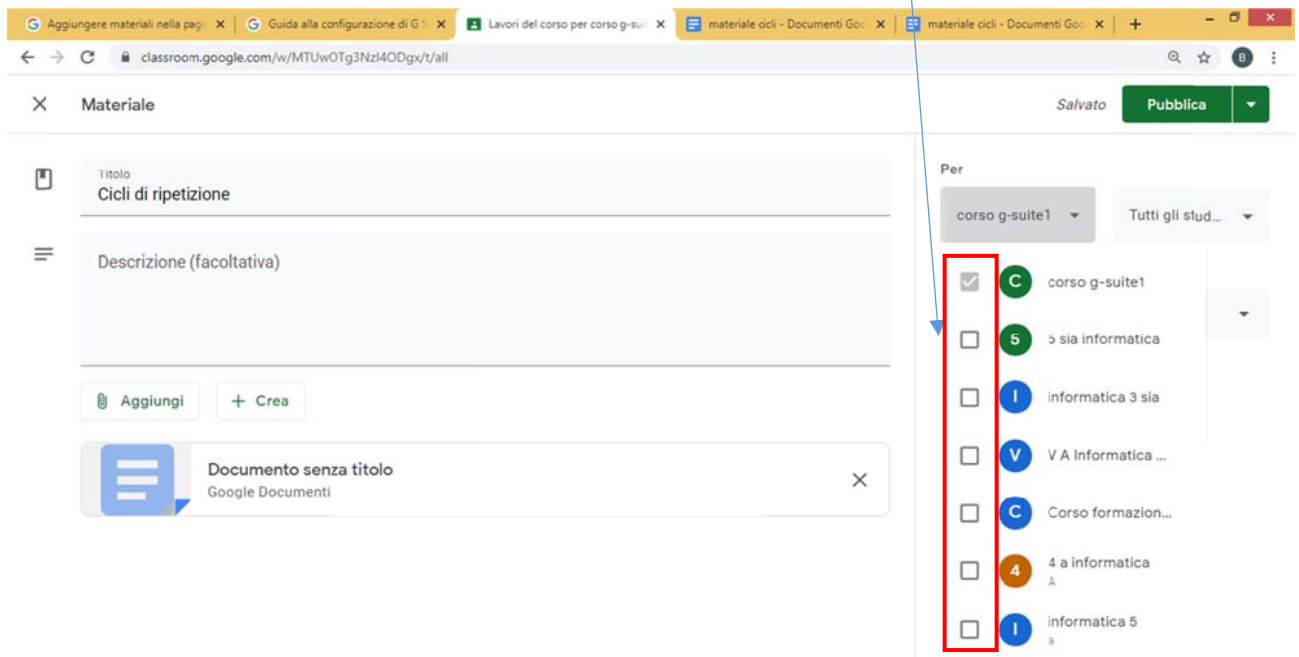 Aggiungere materiali nella pagi
Guida alla configurazione di G S
Lavori del corso per corso g-sui
materiale cicli - Documenti Goo
materiale cicli - Documenti Goo
classroom.google.com/w/MTUwOTg3NzI4ODgx/t/all
B
Materiale
Salvato
Pubblica
Titolo
Cicli di ripetizione
Per
corso g-suite1
Tutti gli stud...
Descrizione (facoltativa)
C corso g-suite1
5 5 sia informatica
I informatica 3 sia
Aggiungi
+ Crea
V V A Informatica ...
Documento senza titolo
Google Documenti
C Corso formazion...
4 4 a informatica
A
I informatica 5
a